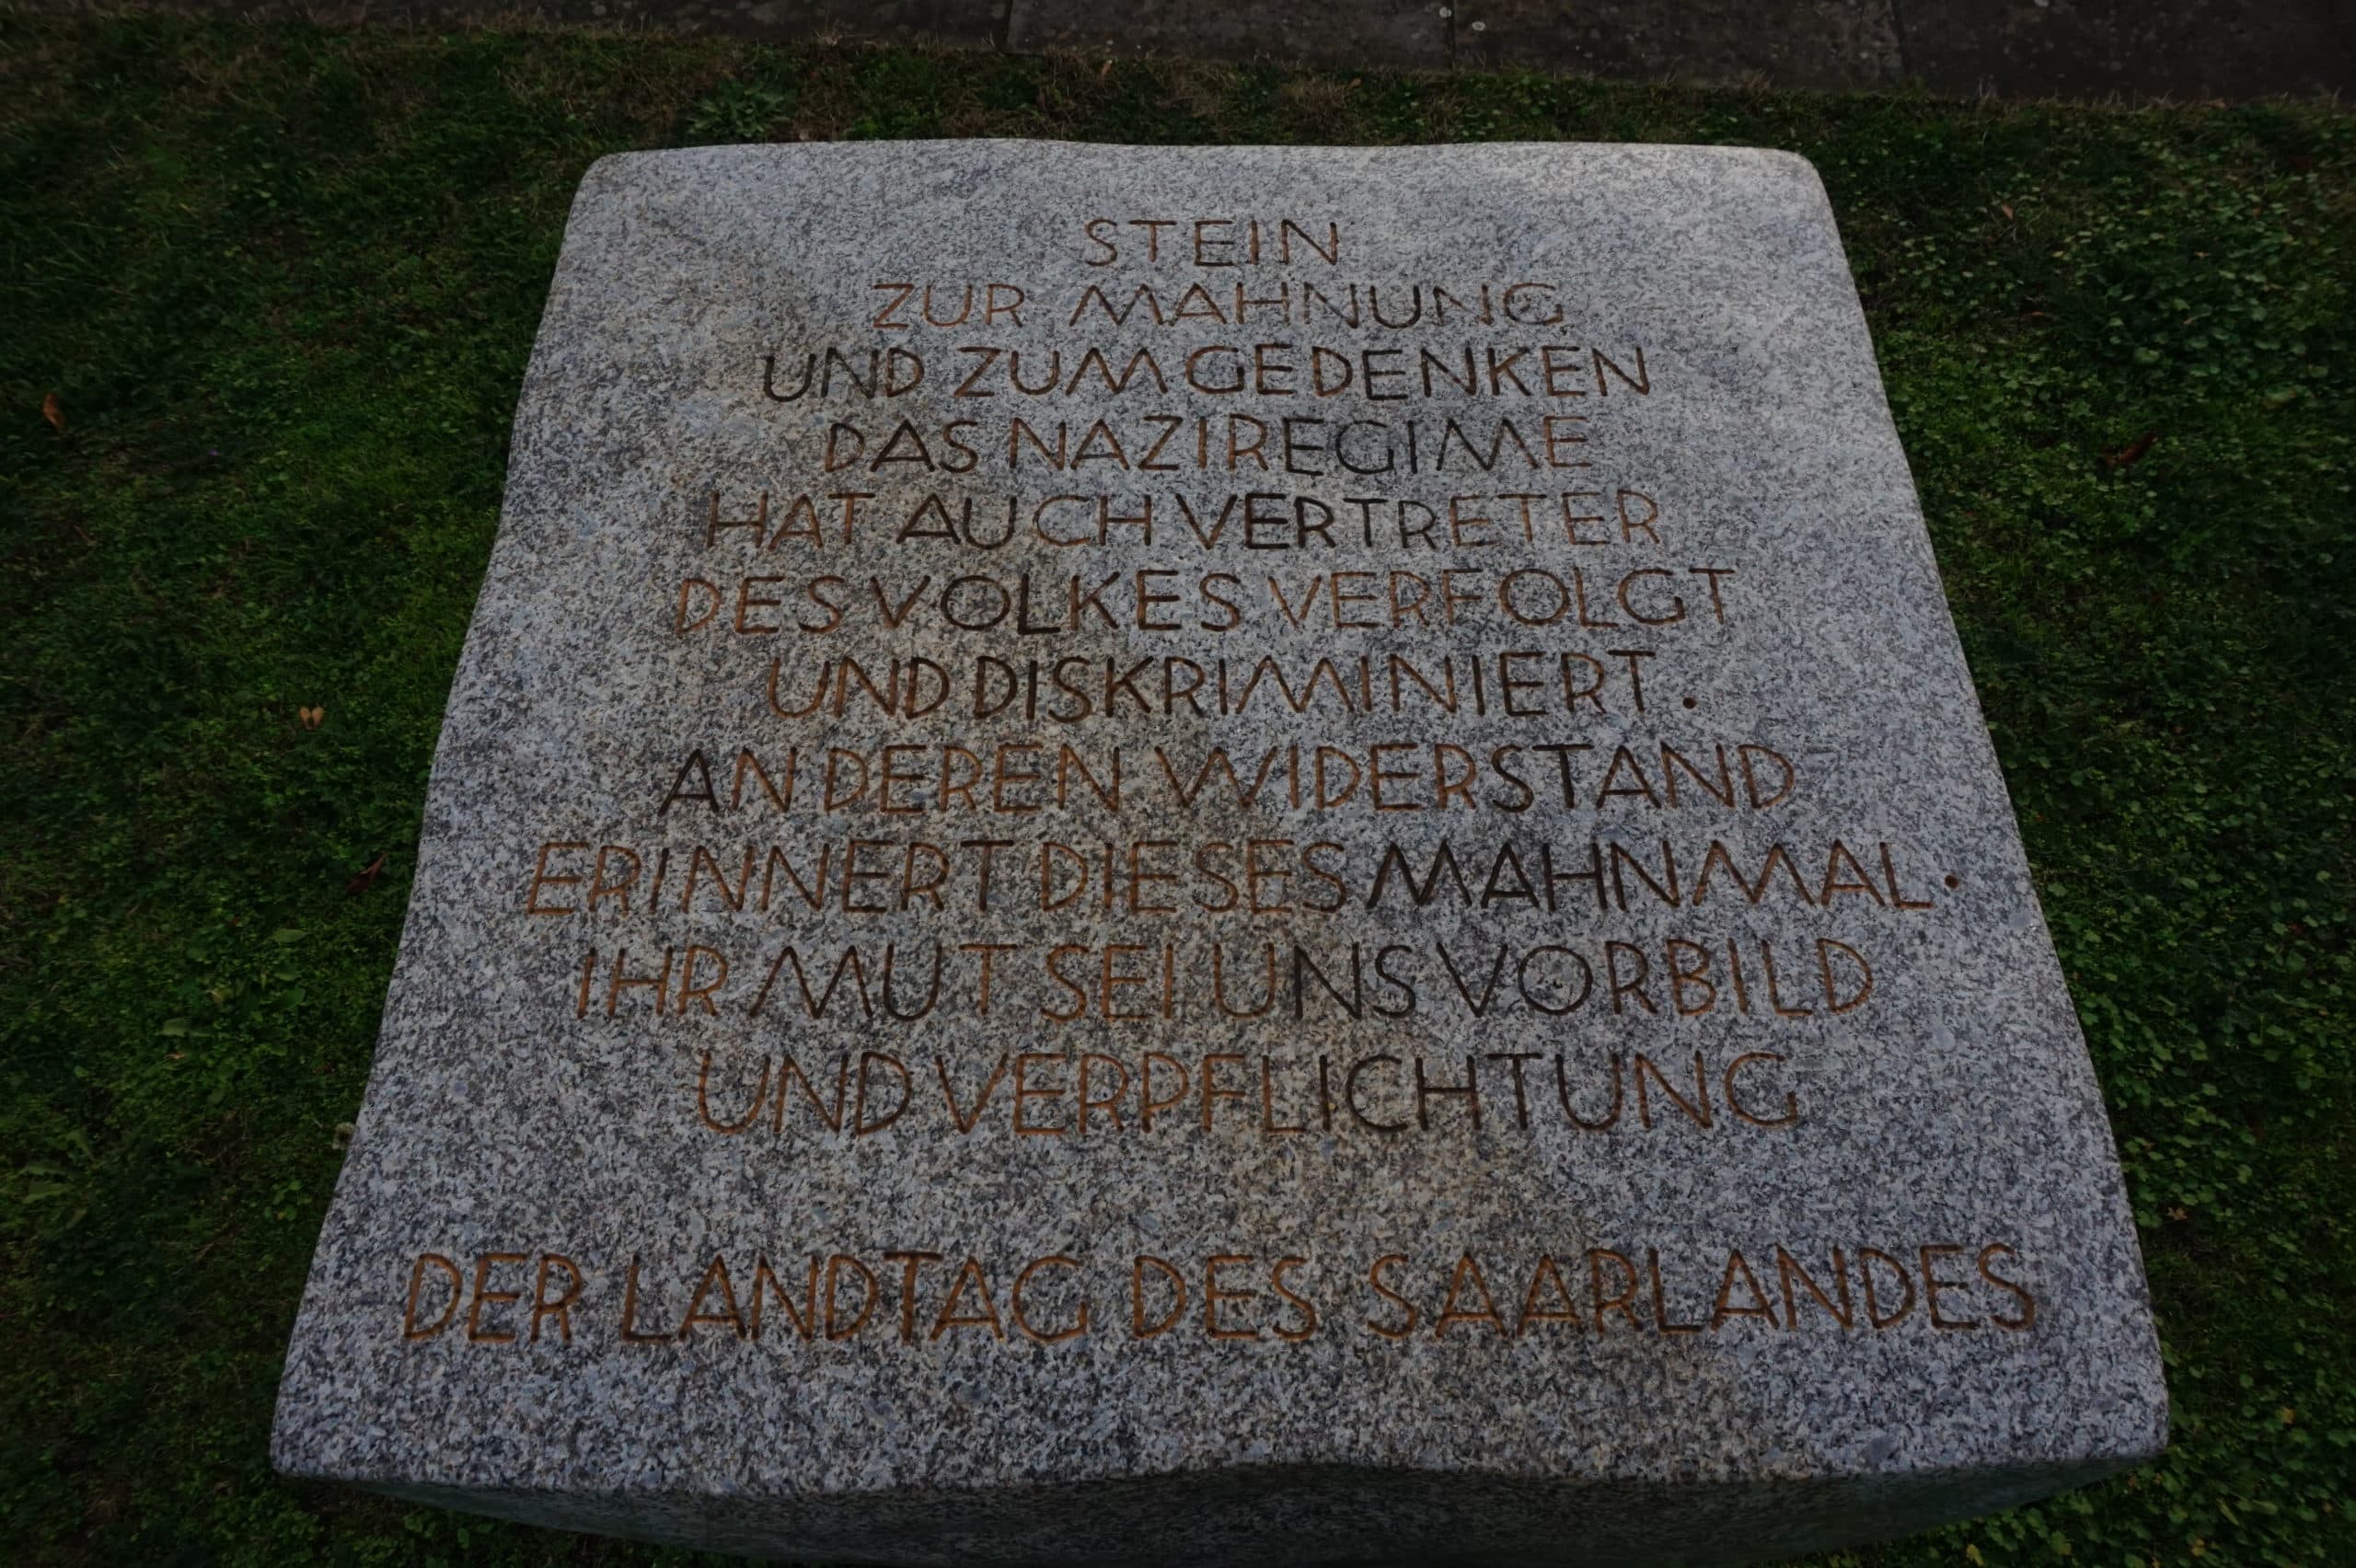 STEIN
ZUR MAHNUNG
UND ZUM GEDENKEN
DAS NAZIREGIME
HAT AUCH VERTRETER
DES VOLKES VERFOLGT
UND DISKRIMINIERT.
AN DEREN WIDERSTAND
ERINNERT DIESES MAHNMAL.
IHR MUT SEI UNS VORBILD
UND VERPFLICHTUNG
DER LANDTAG DES SAARLANDES